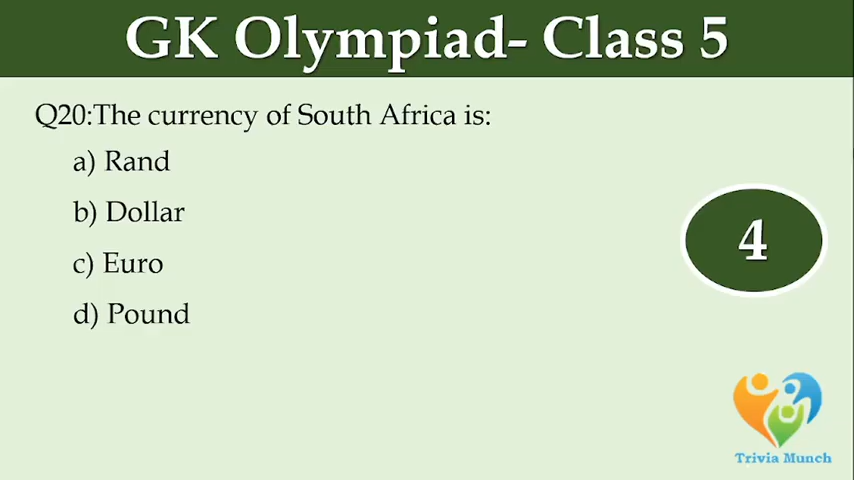 GK Olympiad- Class 5
Q20:The currency of South Africa is:
a) Rand
b) Dollar
c) Euro
d) Pound
4
Trivia Munch